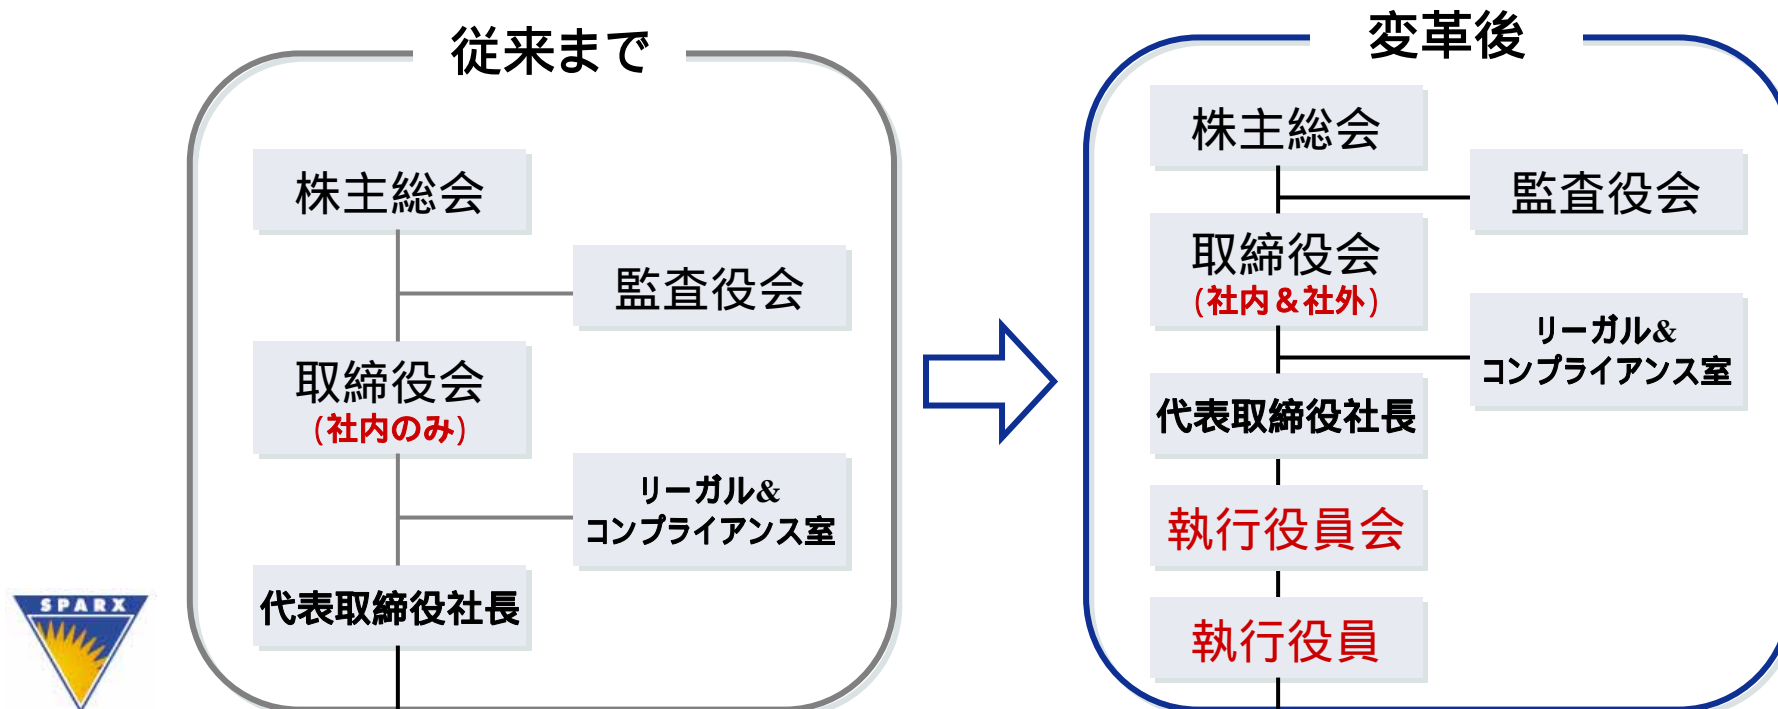 従来まで
株主総会
監査役会
取締役会
(社内のみ)
リーガル&
コンプライアンス室
代表取締役社長
SPARX
変革後
株主総会
監査役会
取締役会
(社内&社外)
リーガル&
コンプライアンス室
代表取締役社長
執行役員会
執行役員